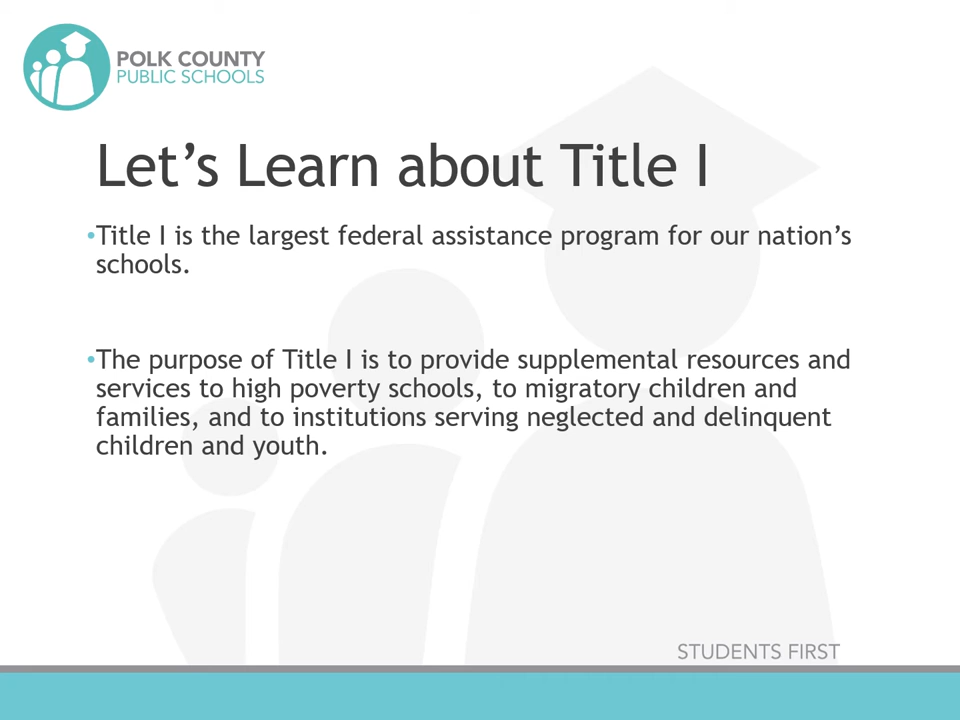 POLK COUNTY
PUBLIC SCHOOLS
Let’s Learn about Title I
•Title I is the largest federal assistance program for our nation’s
schools.
•The purpose of Title I is to provide supplemental resources and
services to high poverty schools, to migratory children and
families, and to institutions serving neglected and delinquent
children and youth.
STUDENTS FIRST